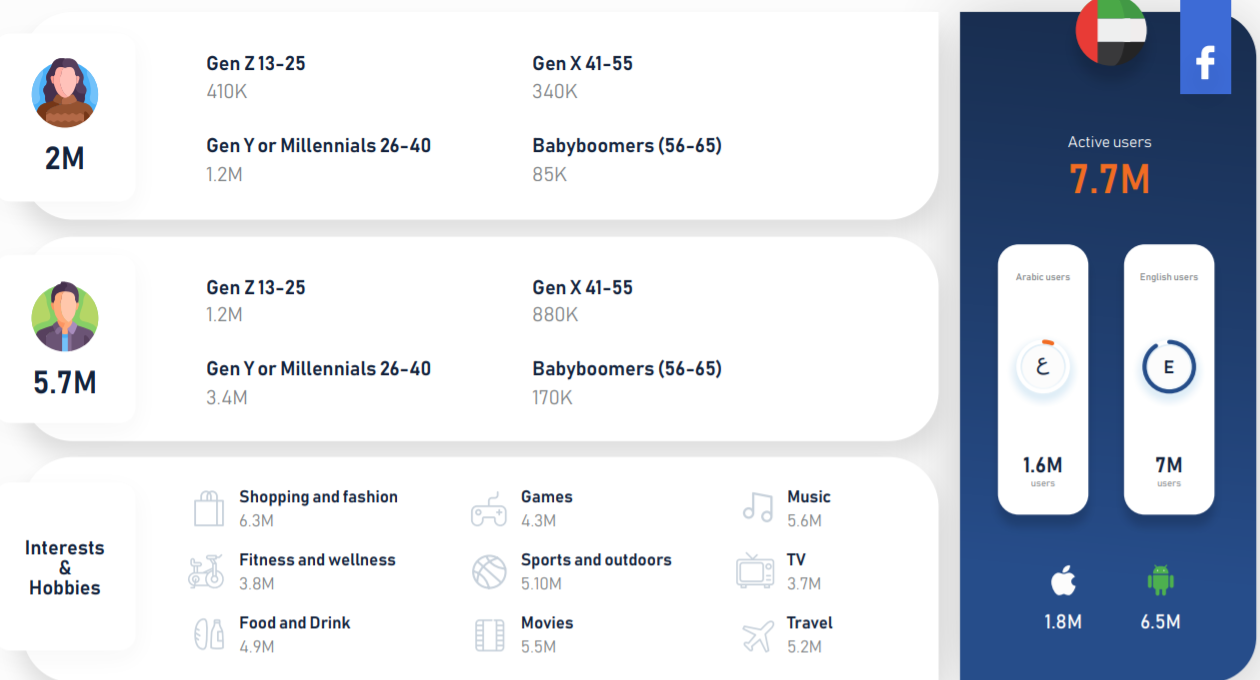 2M
Gen Z 13-25
410K
Gen X 41-55
340K
Gen Y or Millennials 26-40
1.2M
Babyboomers (56-65)
85K
5.7M
Gen Z 13-25
1.2M
Gen X 41-55
880K
Gen Y or Millennials 26-40
3.4M
Babyboomers (56-65)
170K
Interests
&
Hobbies
Shopping and fashion
6.3M
Games
4.3M
Music
5.6M
Fitness and wellness
3.8M
Sports and outdoors
5.10M
TV
3.7M
Food and Drink
4.9M
Movies
5.5M
Travel
5.2M
f
Active users
7.7M
Arabic users
ع
1.6M
users
English users
E
7M
users
1.8M
6.5M